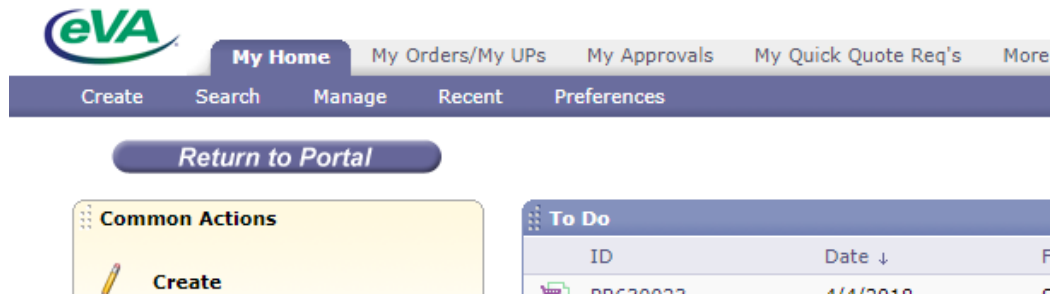 eVA
My Home My Orders/My UPs My Approvals My Quick Quote Req's More
Create Search Manage Recent Preferences
Return to Portal
Common Actions
To Do
ID Date ↓
Create